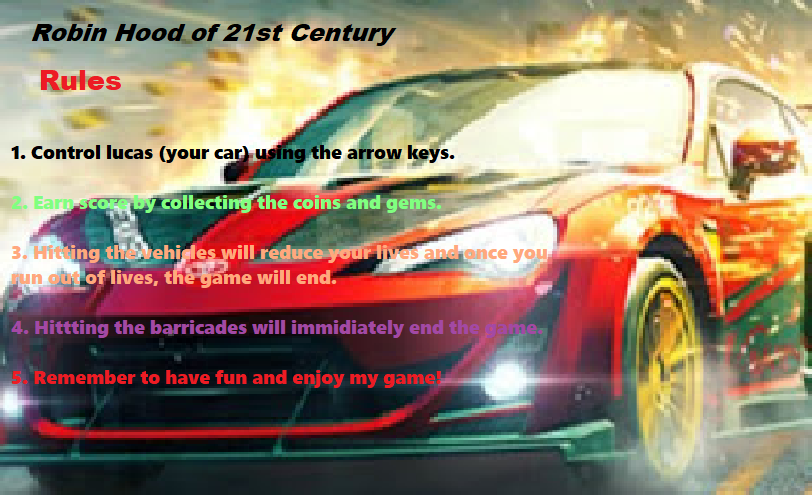 Robin Hood of 21st Century
Rules
1. Control lucas (your car) using the arrow keys.
2. Earn score by collecting the coins and gems.
3. Hitting the vehicles will reduce your lives and once you
run out of lives, the game will end.
4. Hittting the barricades will immidiately end the game.
5. Remember to have fun and enjoy my game!